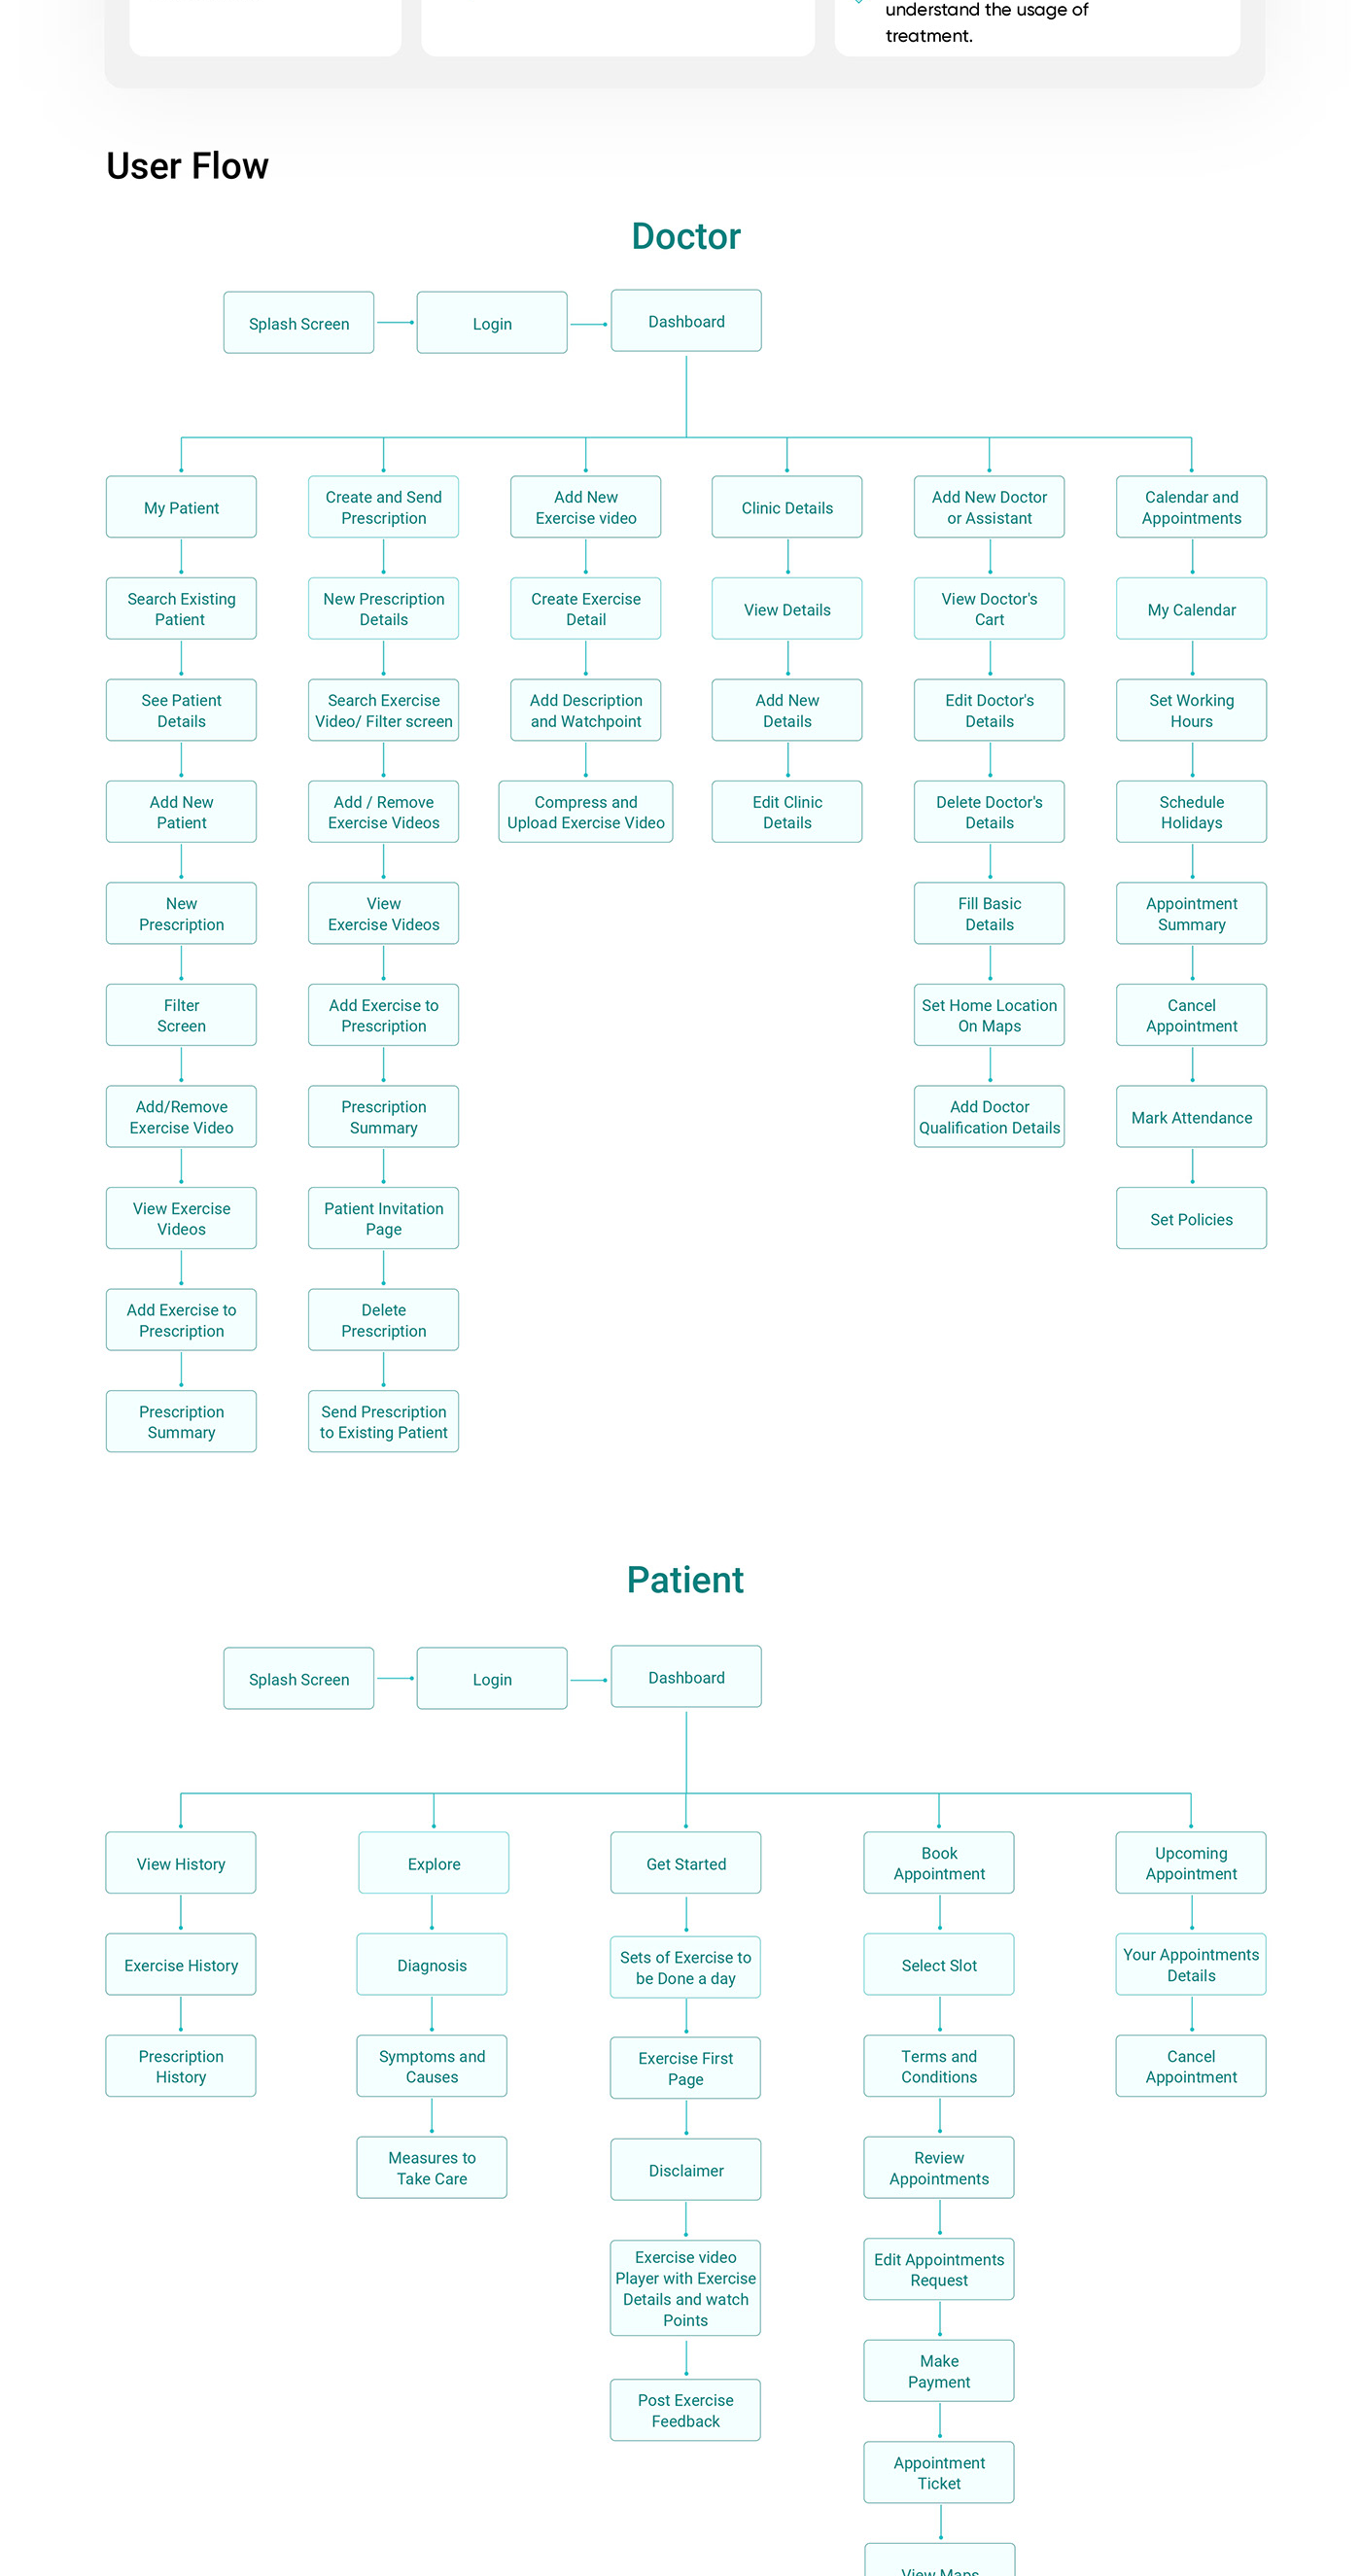 understand the usage of
treatment.
User Flow
Doctor
Splash Screen
Login
Dashboard
My Patient
Search Existing
Patient
See Patient
Details
Add New
Patient
New
Prescription
Filter
Screen
Add/Remove
Exercise Video
View Exercise
Videos
Add Exercise to
Prescription
Prescription
Summary
Create and Send
Prescription
New Prescription
Details
Search Exercise
Video/ Filter screen
Add / Remove
Exercise Videos
View
Exercise Videos
Add Exercise to
Prescription
Prescription
Summary
Patient Invitation
Page
Delete
Prescription
Send Prescription
to Existing Patient
Add New
Exercise video
Create Exercise
Detail
Add Description
and Watchpoint
Compress and
Upload Exercise Video
Clinic Details
View Details
Add New
Details
Edit Clinic
Details
Add New Doctor
or Assistant
View Doctor's
Cart
Edit Doctor's
Details
Delete Doctor's
Details
Fill Basic
Details
Set Home Location
On Maps
Add Doctor
Qualification Details
Calendar and
Appointments
My Calendar
Set Working
Hours
Schedule
Holidays
Appointment
Summary
Cancel
Appointment
Mark Attendance
Set Policies
Patient
Splash Screen
Login
Dashboard
View History
Exercise History
Prescription
History
Explore
Diagnosis
Symptoms and
Causes
Measures to
Take Care
Get Started
Sets of Exercise to
be Done a day
Exercise First
Page
Disclaimer
Exercise video
Player with Exercise
Details and watch
Points
Post Exercise
Feedback
Book
Appointment
Select Slot
Terms and
Conditions
Review
Appointments
Edit Appointments
Request
Make
Payment
Appointment
Ticket
View Maps
Upcoming
Appointment
Your Appointments
Details
Cancel
Appointment